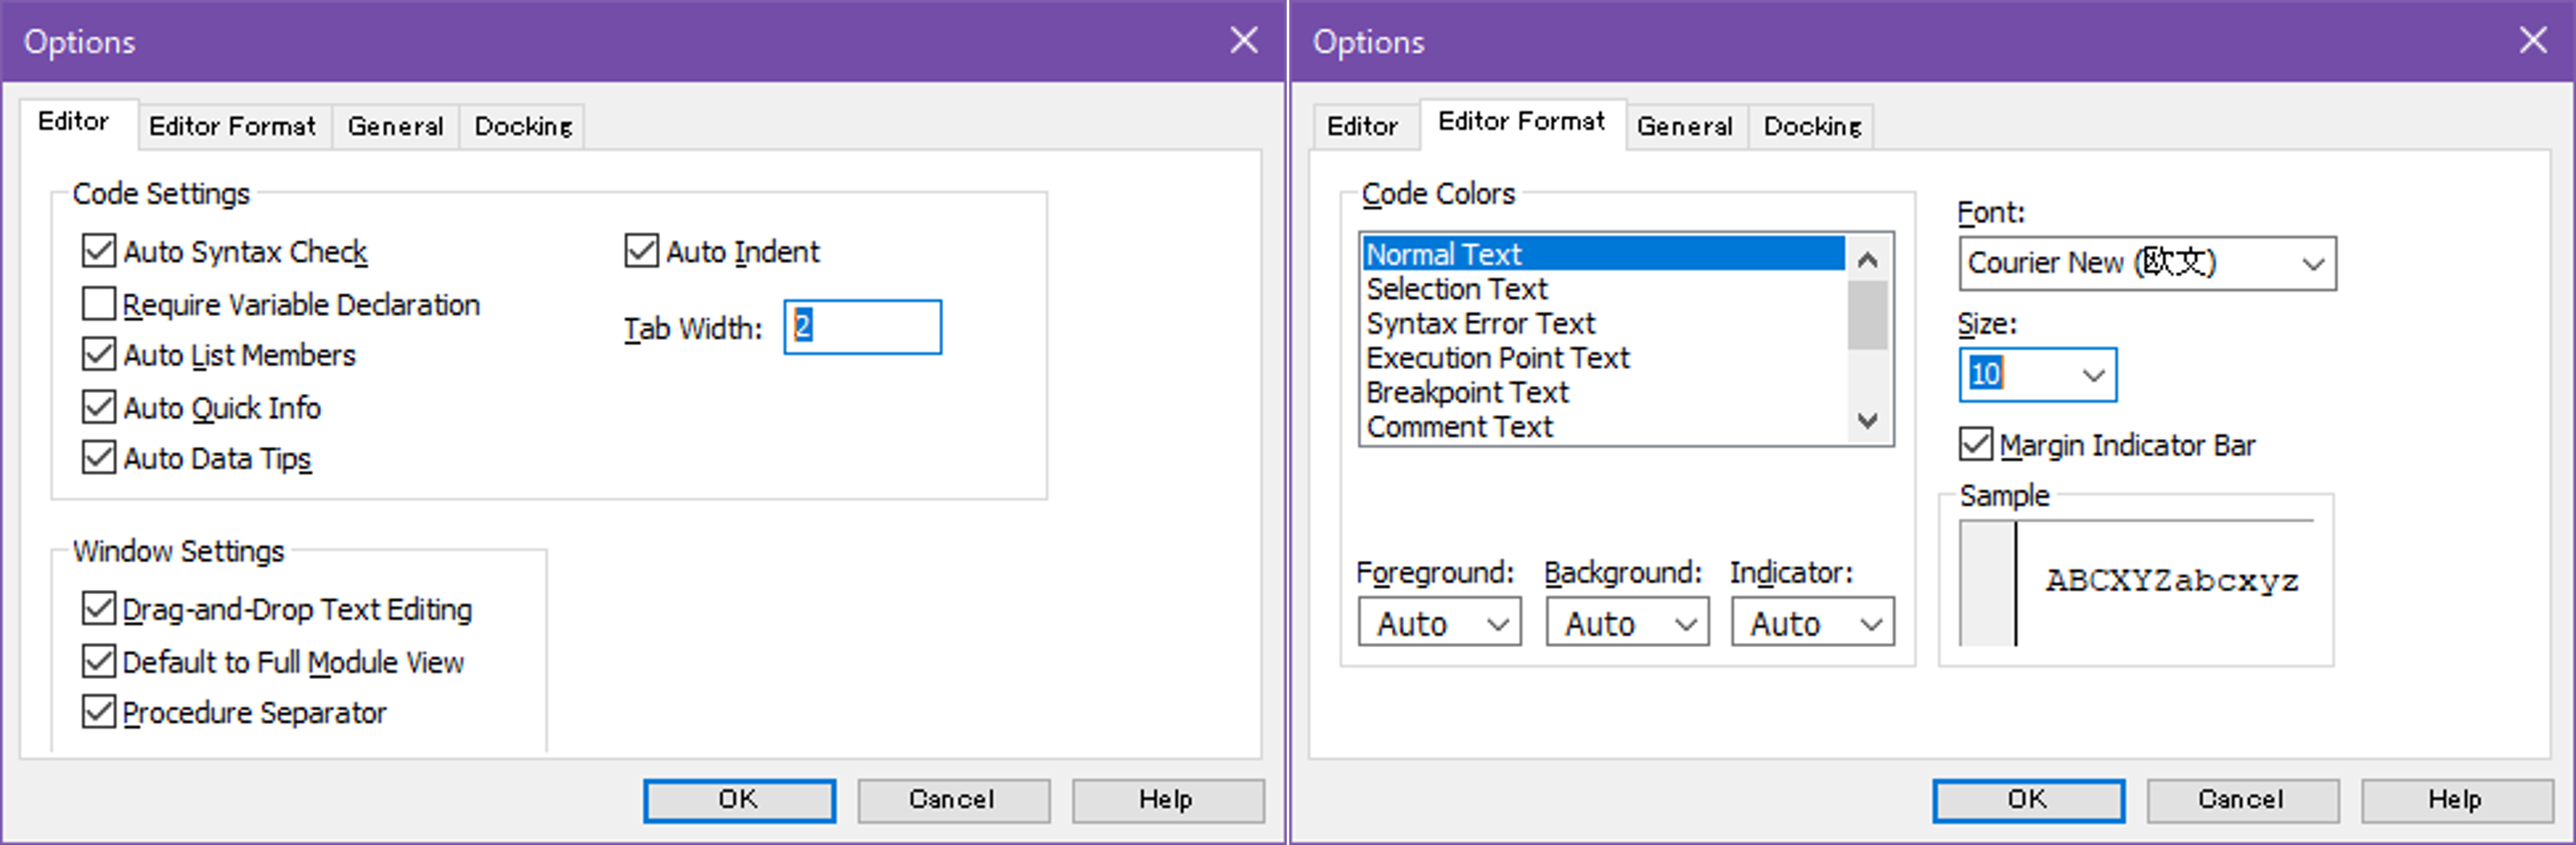 Options
Editor Editor Format General Docking
Code Settings
Auto Syntax Check Auto Indent
Require Variable Declaration
Tab Width: 2
Auto List Members
Auto Quick Info
Auto Data Tips
Window Settings
Drag-and-Drop Text Editing
Default to Full Module View
Procedure Separator
OK Cancel Help
Options
Editor Editor Format General Docking
Code Colors
Normal Text
Selection Text
Syntax Error Text
Execution Point Text
Breakpoint Text
Comment Text
Foreground: Background: Indicator:
Auto Auto Auto
Font:
Courier New (欧文)
Size:
10
Margin Indicator Bar
Sample
ABCXYZabcxyz
OK Cancel Help